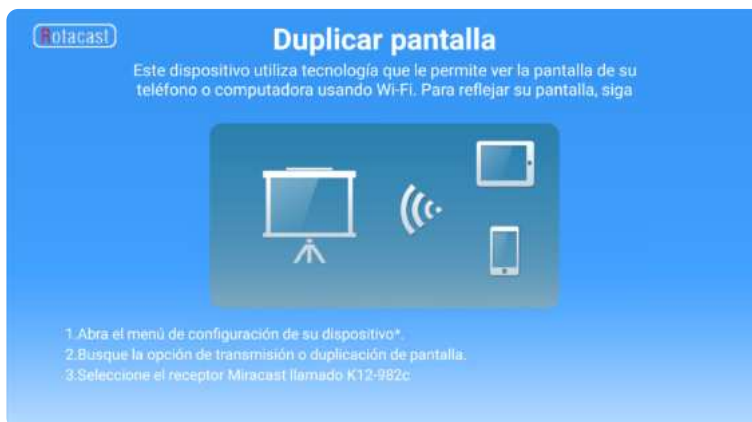 Rotacast
Duplicar pantalla
Este dispositivo utiliza tecnología que le permite ver la pantalla de su
teléfono o computadora usando Wi-Fi. Para reflejar su pantalla, siga
1.Abra el menú de configuración de su dispositivo*.
2.Busque la opción de transmisión o duplicación de pantalla.
3.Seleccione el receptor Miracast llamado K12-982c